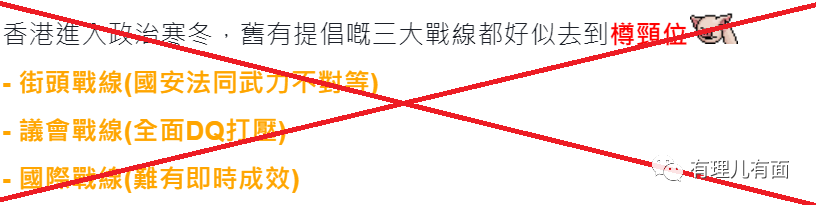 香港進入政治寒冬，舊有提倡嘅三大戰線都好似去到樽頸位
- 街頭戰線(國安法同武力不對等)
- 議會戰線(全面DQ打壓)
- 國際戰線(難有即時成效)
有理儿有面